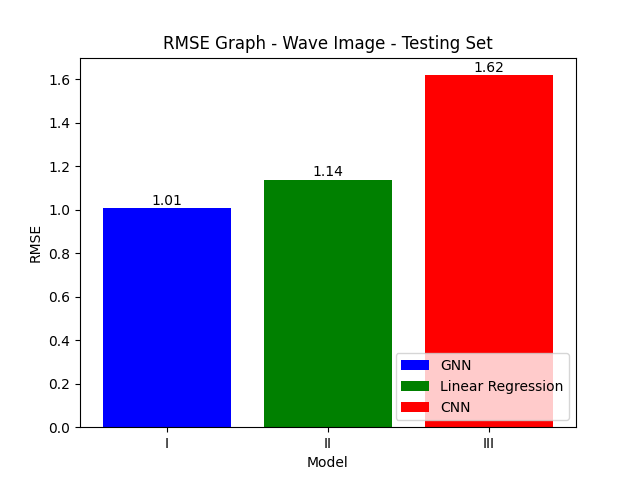 RMSE Graph - Wave Image - Testing Set
1.62
1.14
1.01
RMSE
1.6
1.4
1.2
1.0
0.8
0.6
0.4
0.2
0.0
GNN
Linear Regression
CNN
I II III
Model